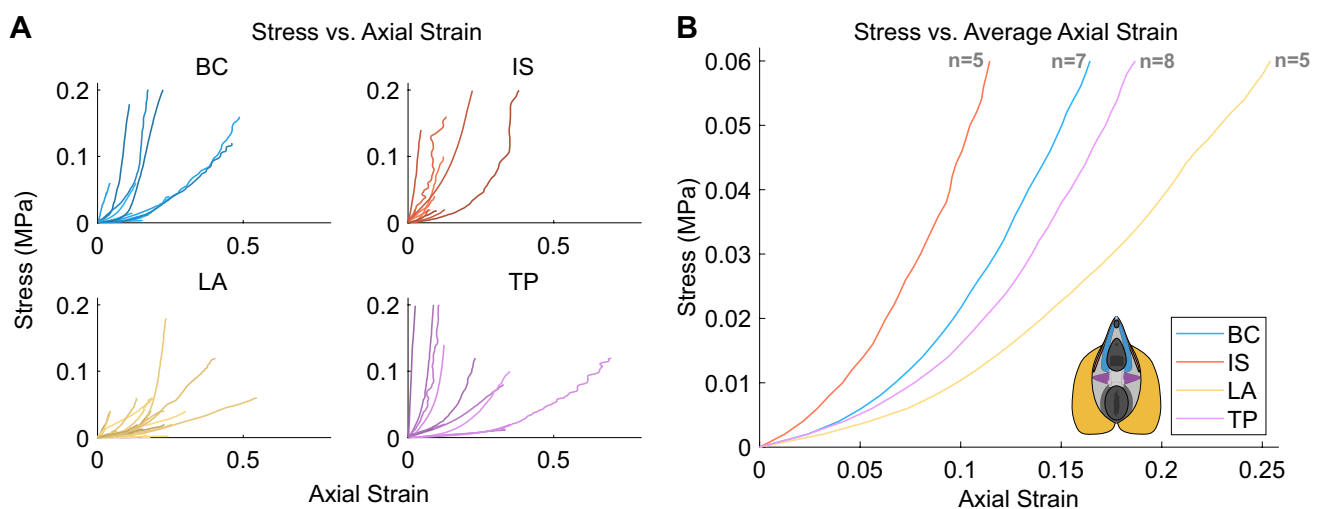 A
Stress vs. Axial Strain
BC
IS
0.2
0.1
0
0
0.5
0.2
0.1
0
0
0.5
LA
TP
0.2
0.1
0
0
0.5
0.2
0.1
0
0
0.5
Stress (MPa)
Axial Strain
B
Stress vs. Average Axial Strain
n=5
n=7
n=8
n=5
0.06
0.05
0.04
0.03
0.02
0.01
0
0
0.05
0.1
0.15
0.2
0.25
Stress (MPa)
Axial Strain
BC
IS
LA
TP